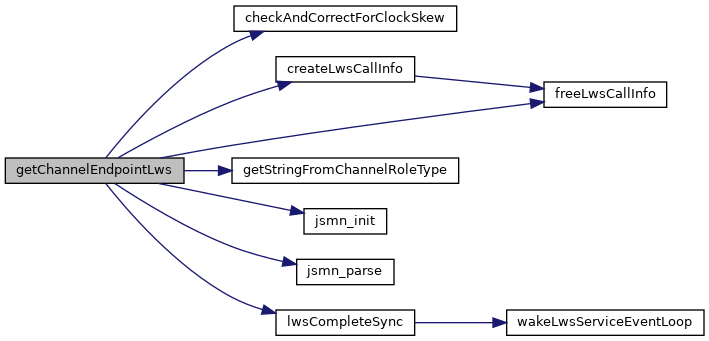 checkAndCorrectForClockSkew
createLwsCallInfo
freeLwsCallInfo
getChannelEndpointLws
getStringFromChannelRoleType
jsmn_init
jsmn_parse
lwsCompleteSync
wakeLwsServiceEventLoop